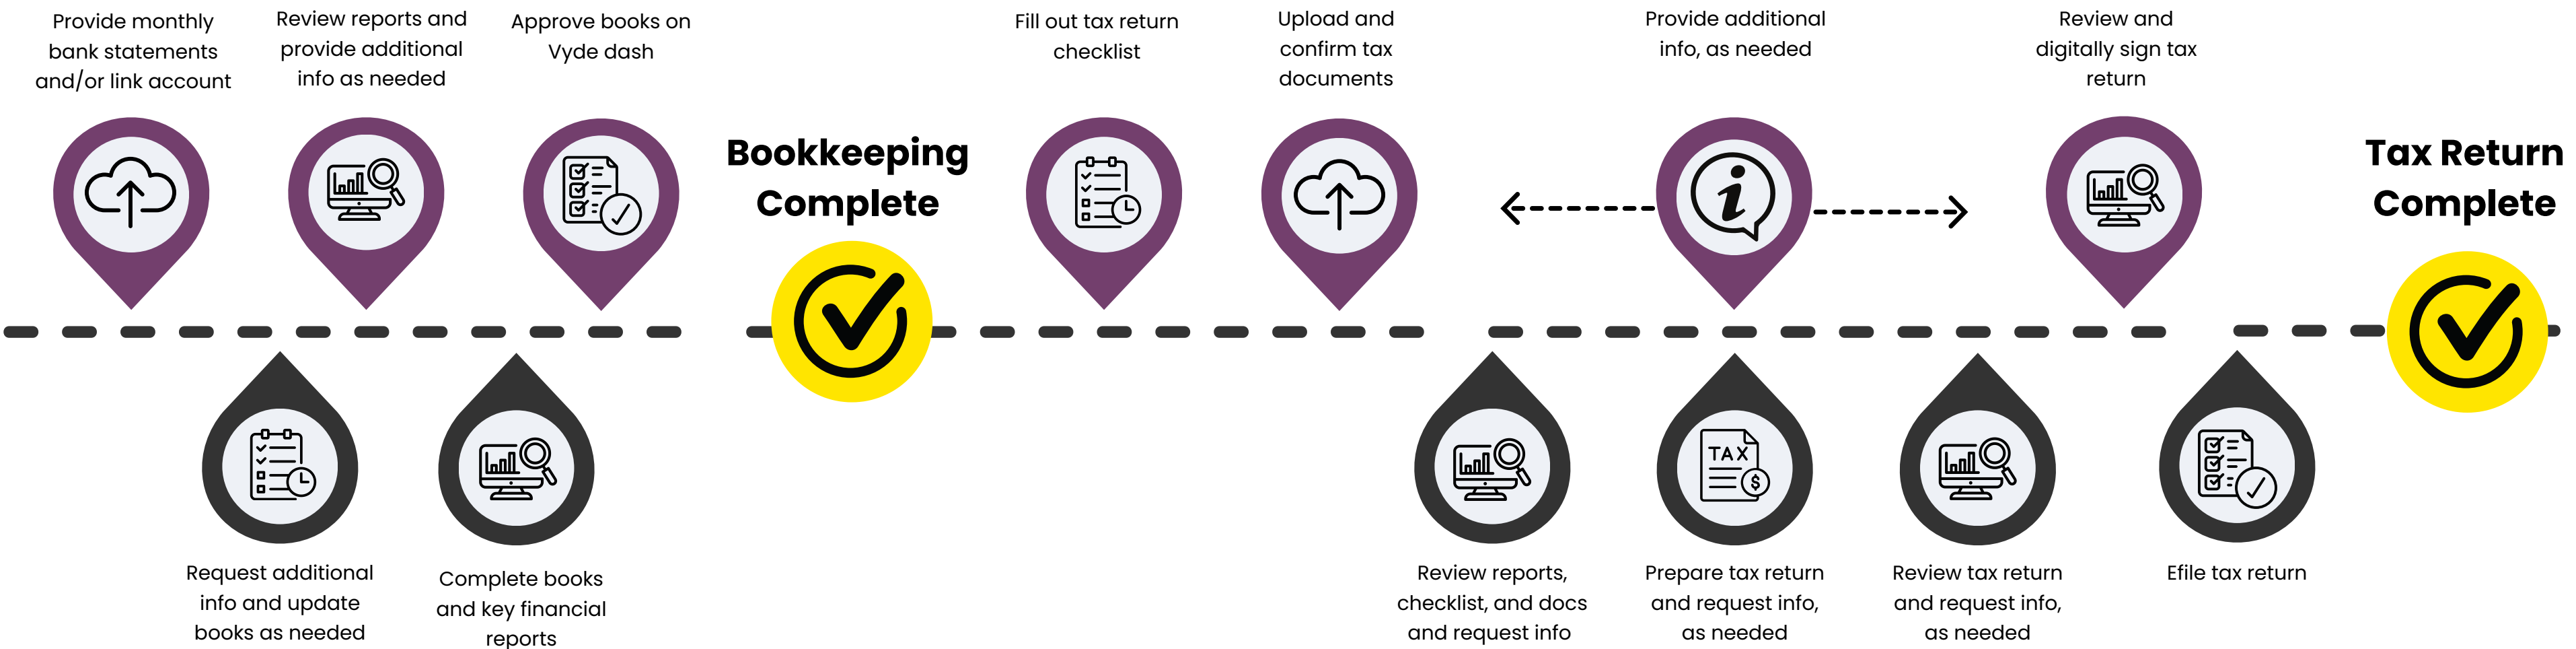 Provide monthly
bank statements
and/or link account
Review reports and
provide additional
info as needed
Approve books on
Vyde dash
Bookkeeping
Complete
Fill out tax return
checklist
Upload and
confirm tax
documents
Provide additional
info, as needed
Review and
digitally sign tax
return
Tax Return
Complete
Request additional
info and update
books as needed
Complete books
and key financial
reports
Review reports,
checklist, and docs
and request info
TAX
$
Prepare tax return
and request info,
as needed
Review tax return
and request info,
as needed
Efile tax return